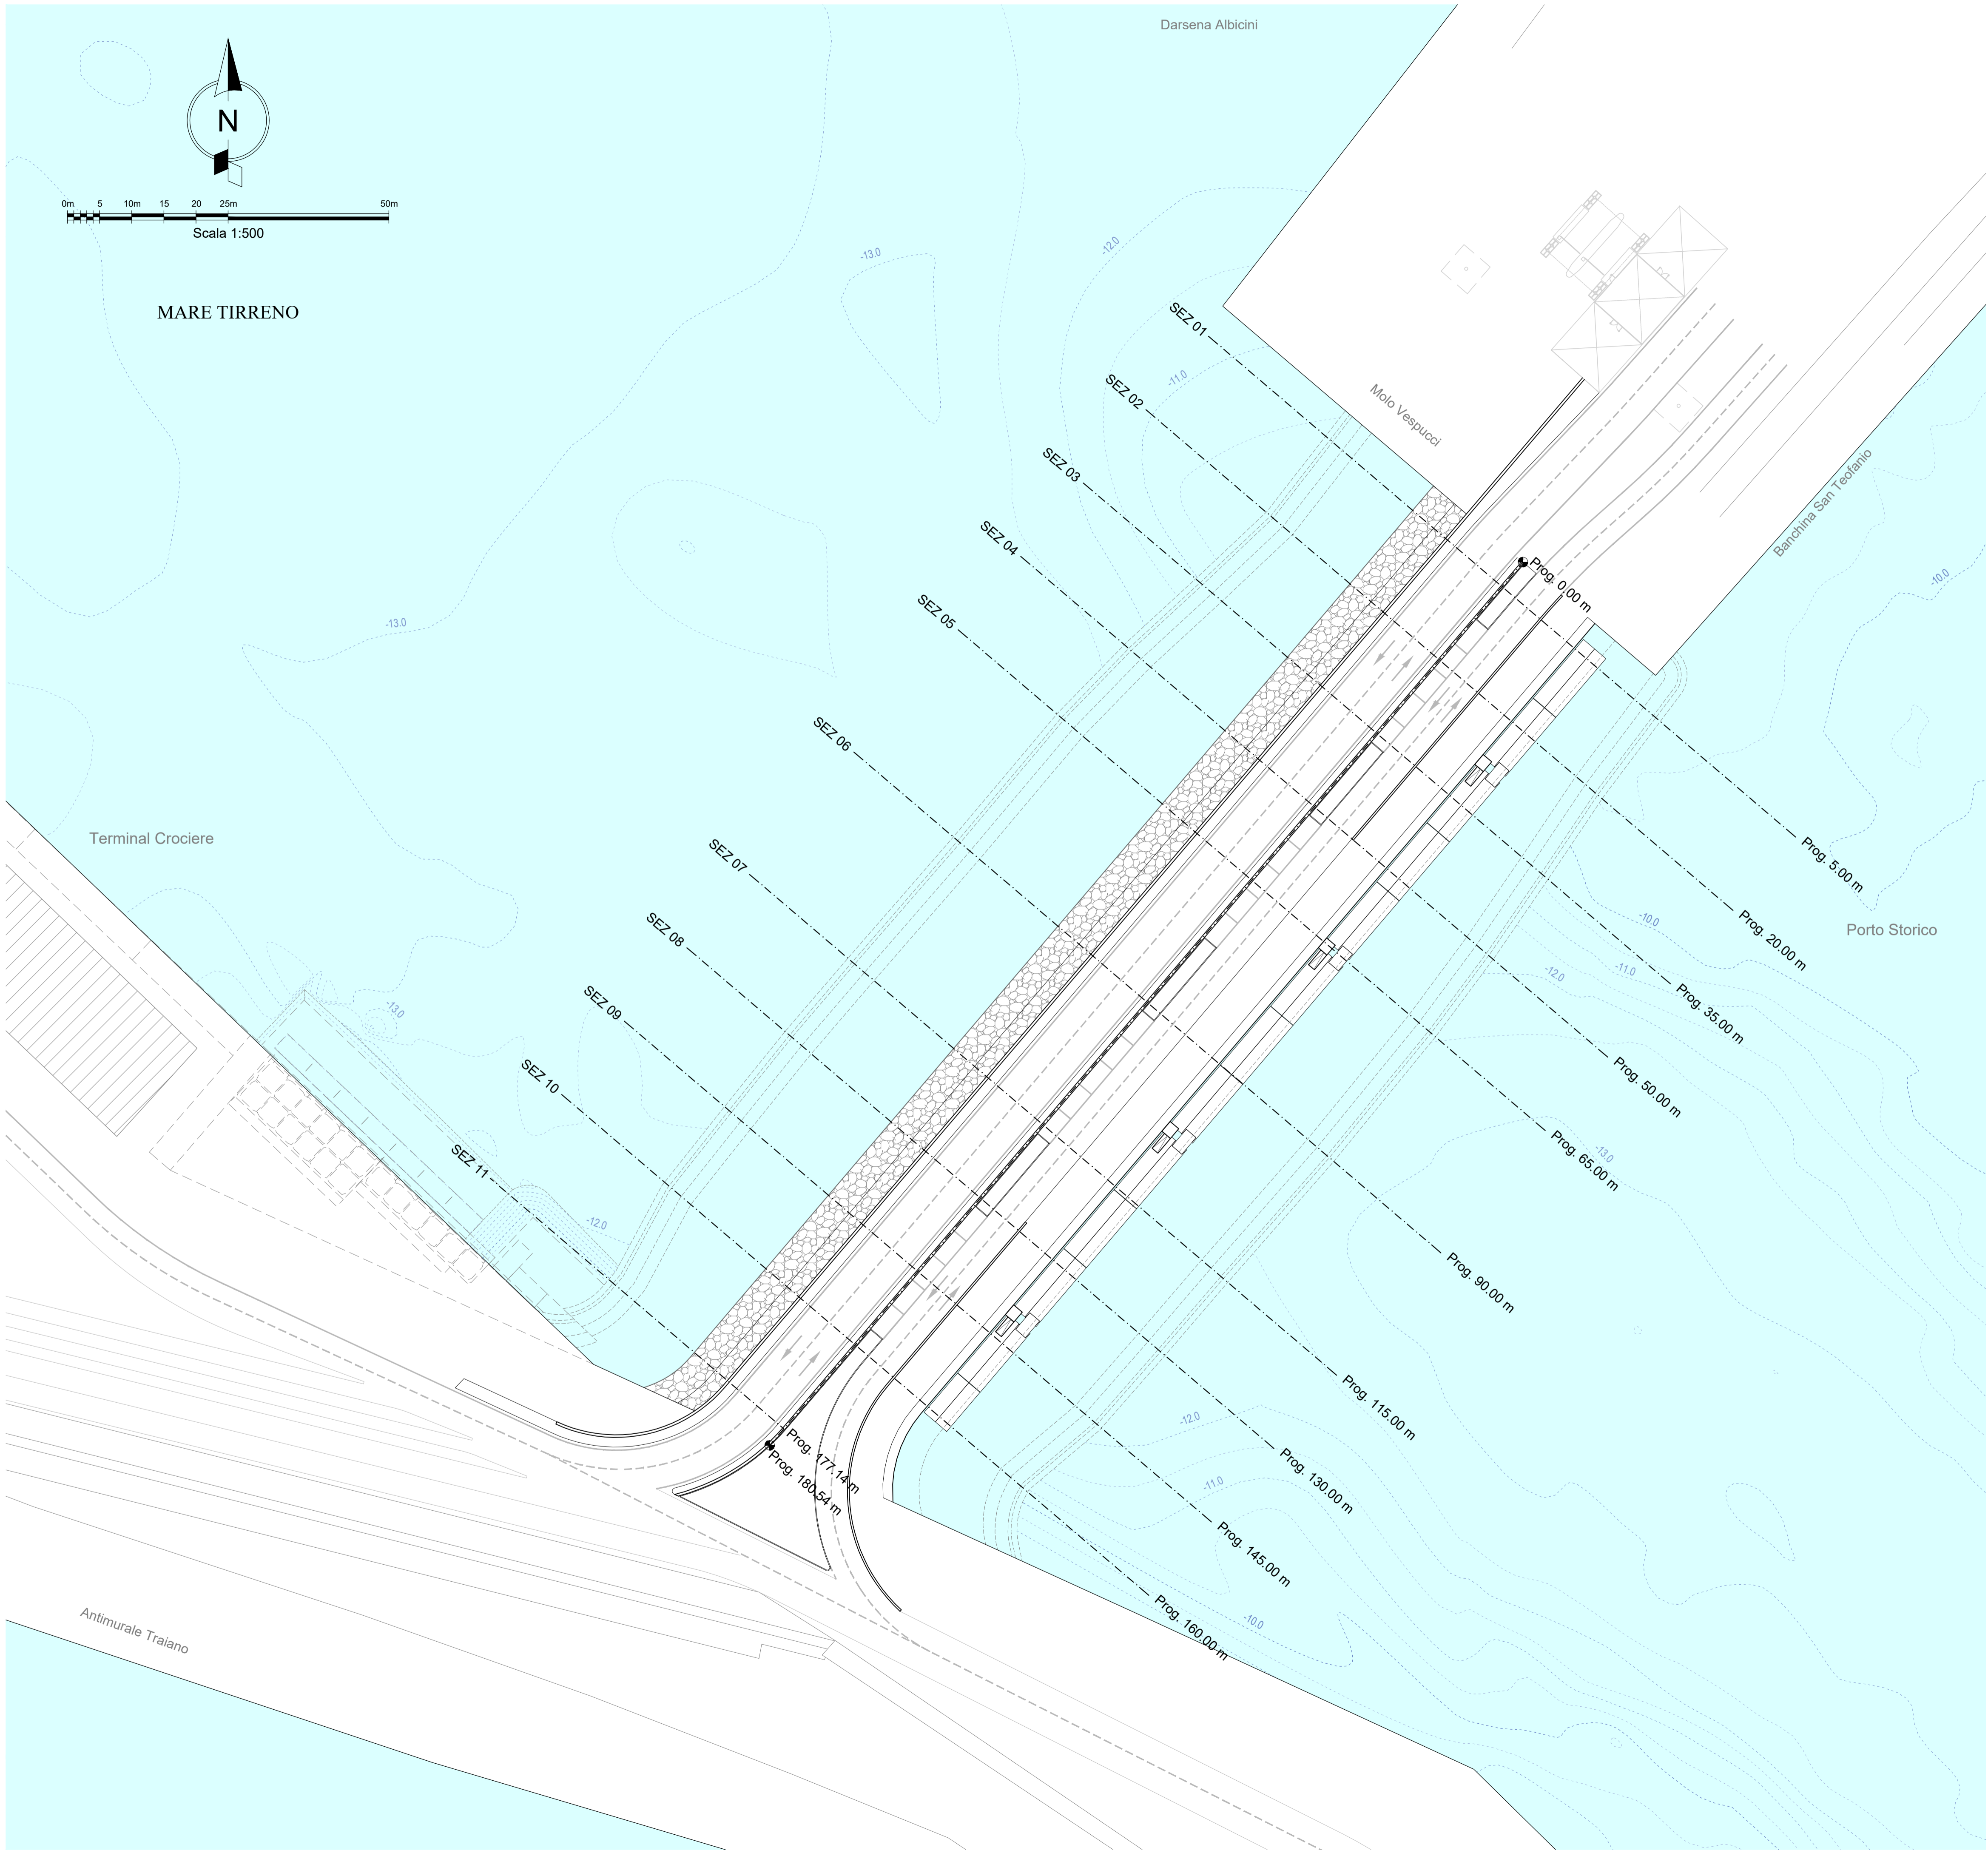 Darsena Albicini
N
0m 5 10m 15 20 25m 50m
Scala 1:500
MARE TIRRENO
-13.0
-12.0
-11.0
SEZ 01
SEZ 02
SEZ 03
SEZ 04
SEZ 05
SEZ 06
SEZ 07
SEZ 08
SEZ 09
SEZ 10
SEZ 11
Molo Vespucci
Banchina San Teofanio
-10.0
-13.0
Prog. 0.00 m
Prog. 5.00 m
Prog. 20.00 m
Prog. 35.00 m
Prog. 50.00 m
Prog. 65.00 m
Prog. 90.00 m
Prog. 115.00 m
Prog. 130.00 m
Prog. 145.00 m
Prog. 160.00 m
Prog. 177.14 m
Prog. 180.54 m
Terminal Crociere
Porto Storico
-10.0
-11.0
-12.0
-13.0
-13.0
-12.0
-12.0
-11.0
-10.0
Antimurale Traiano